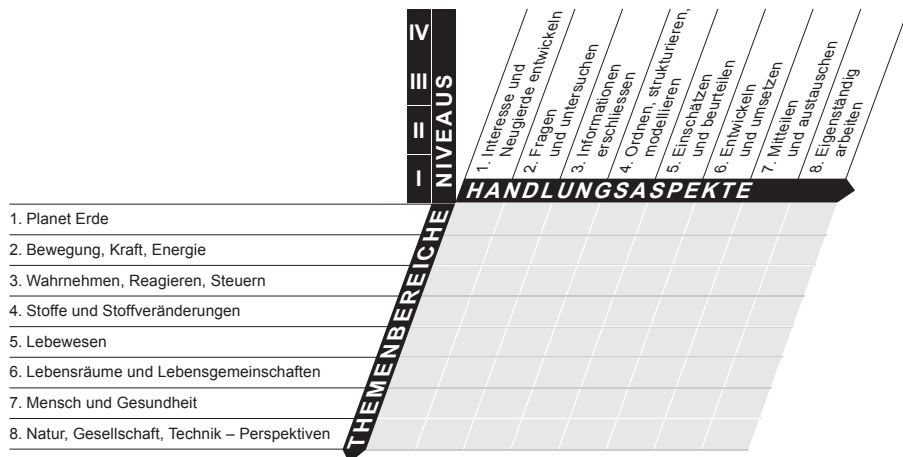 IV
III
II
I
NIVEAUS
1. Interesse und
Neugierde entwickeln
2. Fragen
und untersuchen
3. Informationen
erschliessen
4. Ordnen, strukturieren,
modellieren
5. Einschätzen
und beurteilen
6. Entwickeln
und umsetzen
7. Mitteilen
und austauschen
8. Eigenständig
arbeiten
HANDLUNGSASPEKTE
THEMENBEREICHE
1. Planet Erde
2. Bewegung, Kraft, Energie
3. Wahrnehmen, Reagieren, Steuern
4. Stoffe und Stoffveränderungen
5. Lebewesen
6. Lebensräume und Lebensgemeinschaften
7. Mensch und Gesundheit
8. Natur, Gesellschaft, Technik – Perspektiven